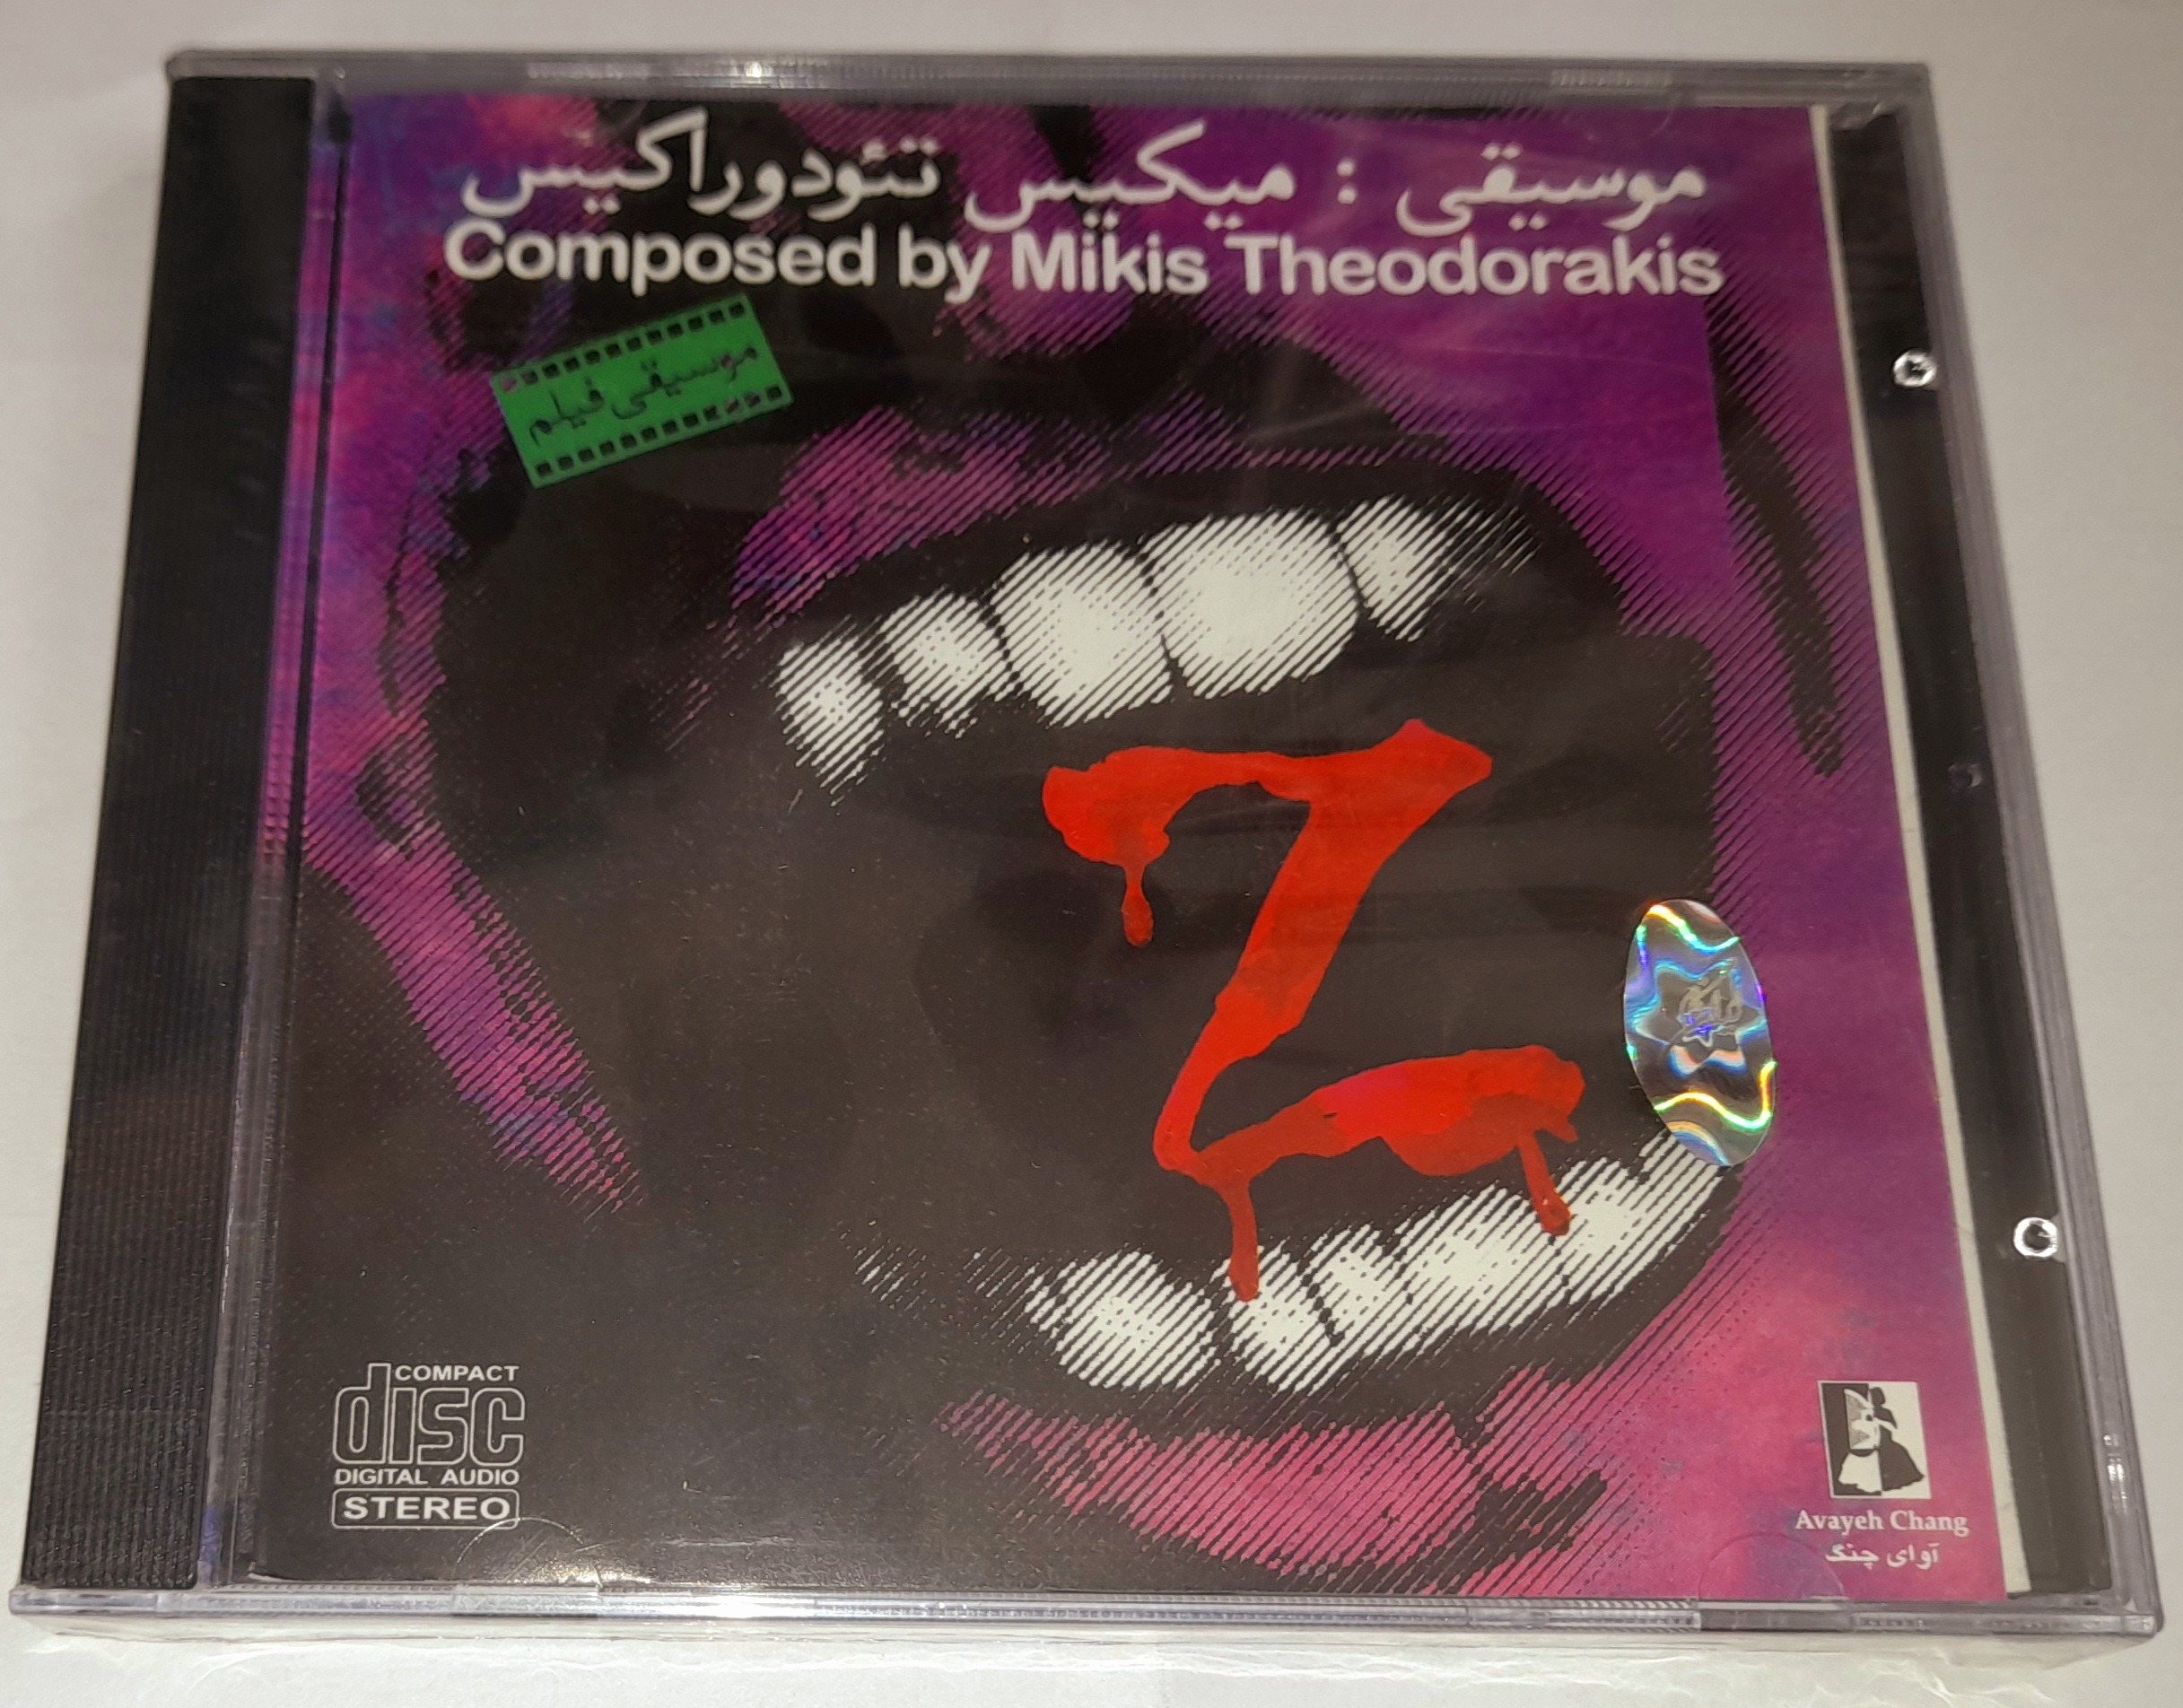 موسیقی : میکیس تئودوراکیس
Composed by Mikis Theodorakis
موسیقی فیلم
Z
COMPACT
disc
DIGITAL AUDIO
STEREO
Avayeh Chang
آوای چنگ